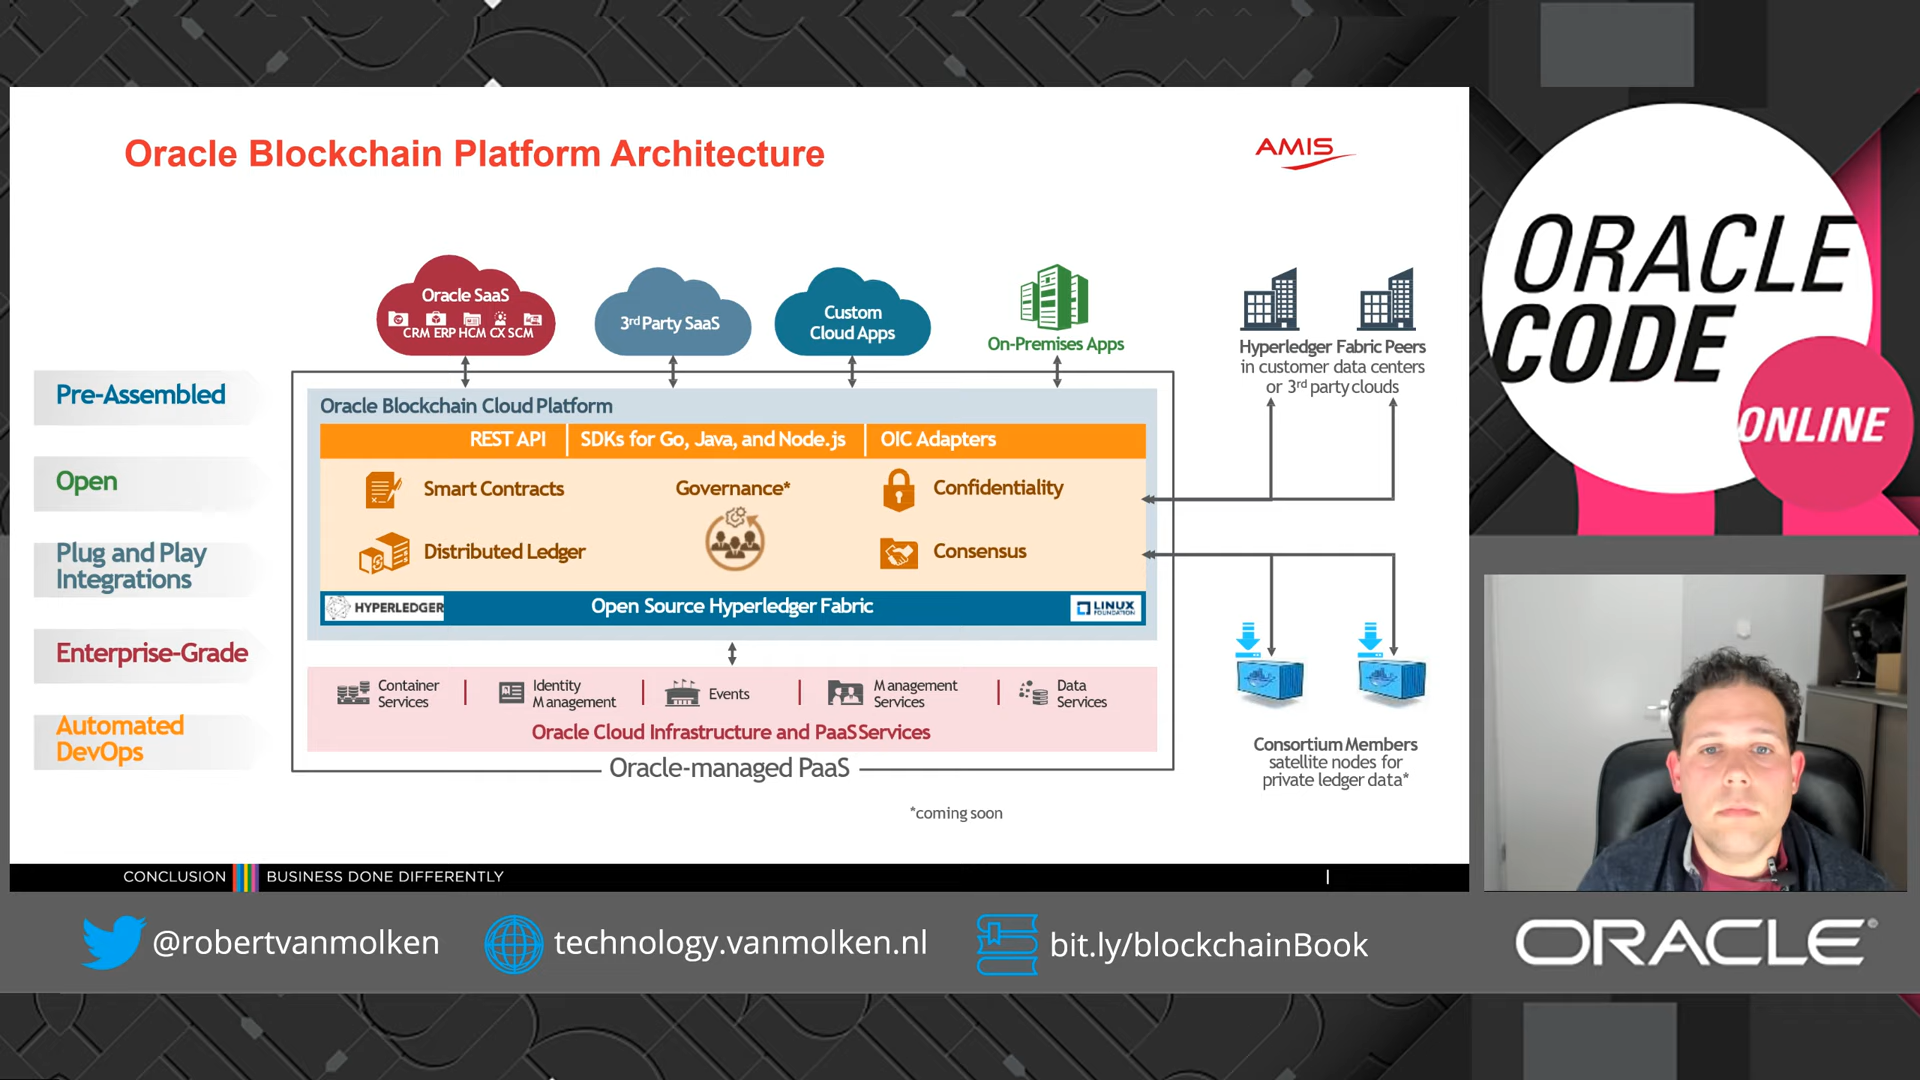 Oracle Blockchain Platform Architecture
AMIS
Oracle SaaS
CRM ERP HCM CX SCM
3rd Party SaaS
Custom
Cloud Apps
On-Premises Apps
Hyperledger Fabric Peers
in customer data centers
or 3rd party clouds
Pre-Assembled
Open
Plug and Play
Integrations
Enterprise-Grade
Automated
DevOps
Oracle Blockchain Cloud Platform
REST API
SDKs for Go, Java, and Node.js
OIC Adapters
Smart Contracts
Governance*
Confidentiality
Distributed Ledger
Consensus
HYPERLEDGER
Open Source Hyperledger Fabric
LINUX
FOUNDATION
Container
Services
Identity
Management
Events
Management
Services
Data
Services
Oracle Cloud Infrastructure and PaaS Services
Oracle-managed PaaS
Consortium Members
satellite nodes for
private ledger data*
*coming soon
CONCLUSION BUSINESS DONE DIFFERENTLY
ORACLE
CODE
ONLINE
@robertvanmolken
technology.vanmolken.nl
bit.ly/blockchainBook
ORACLE®